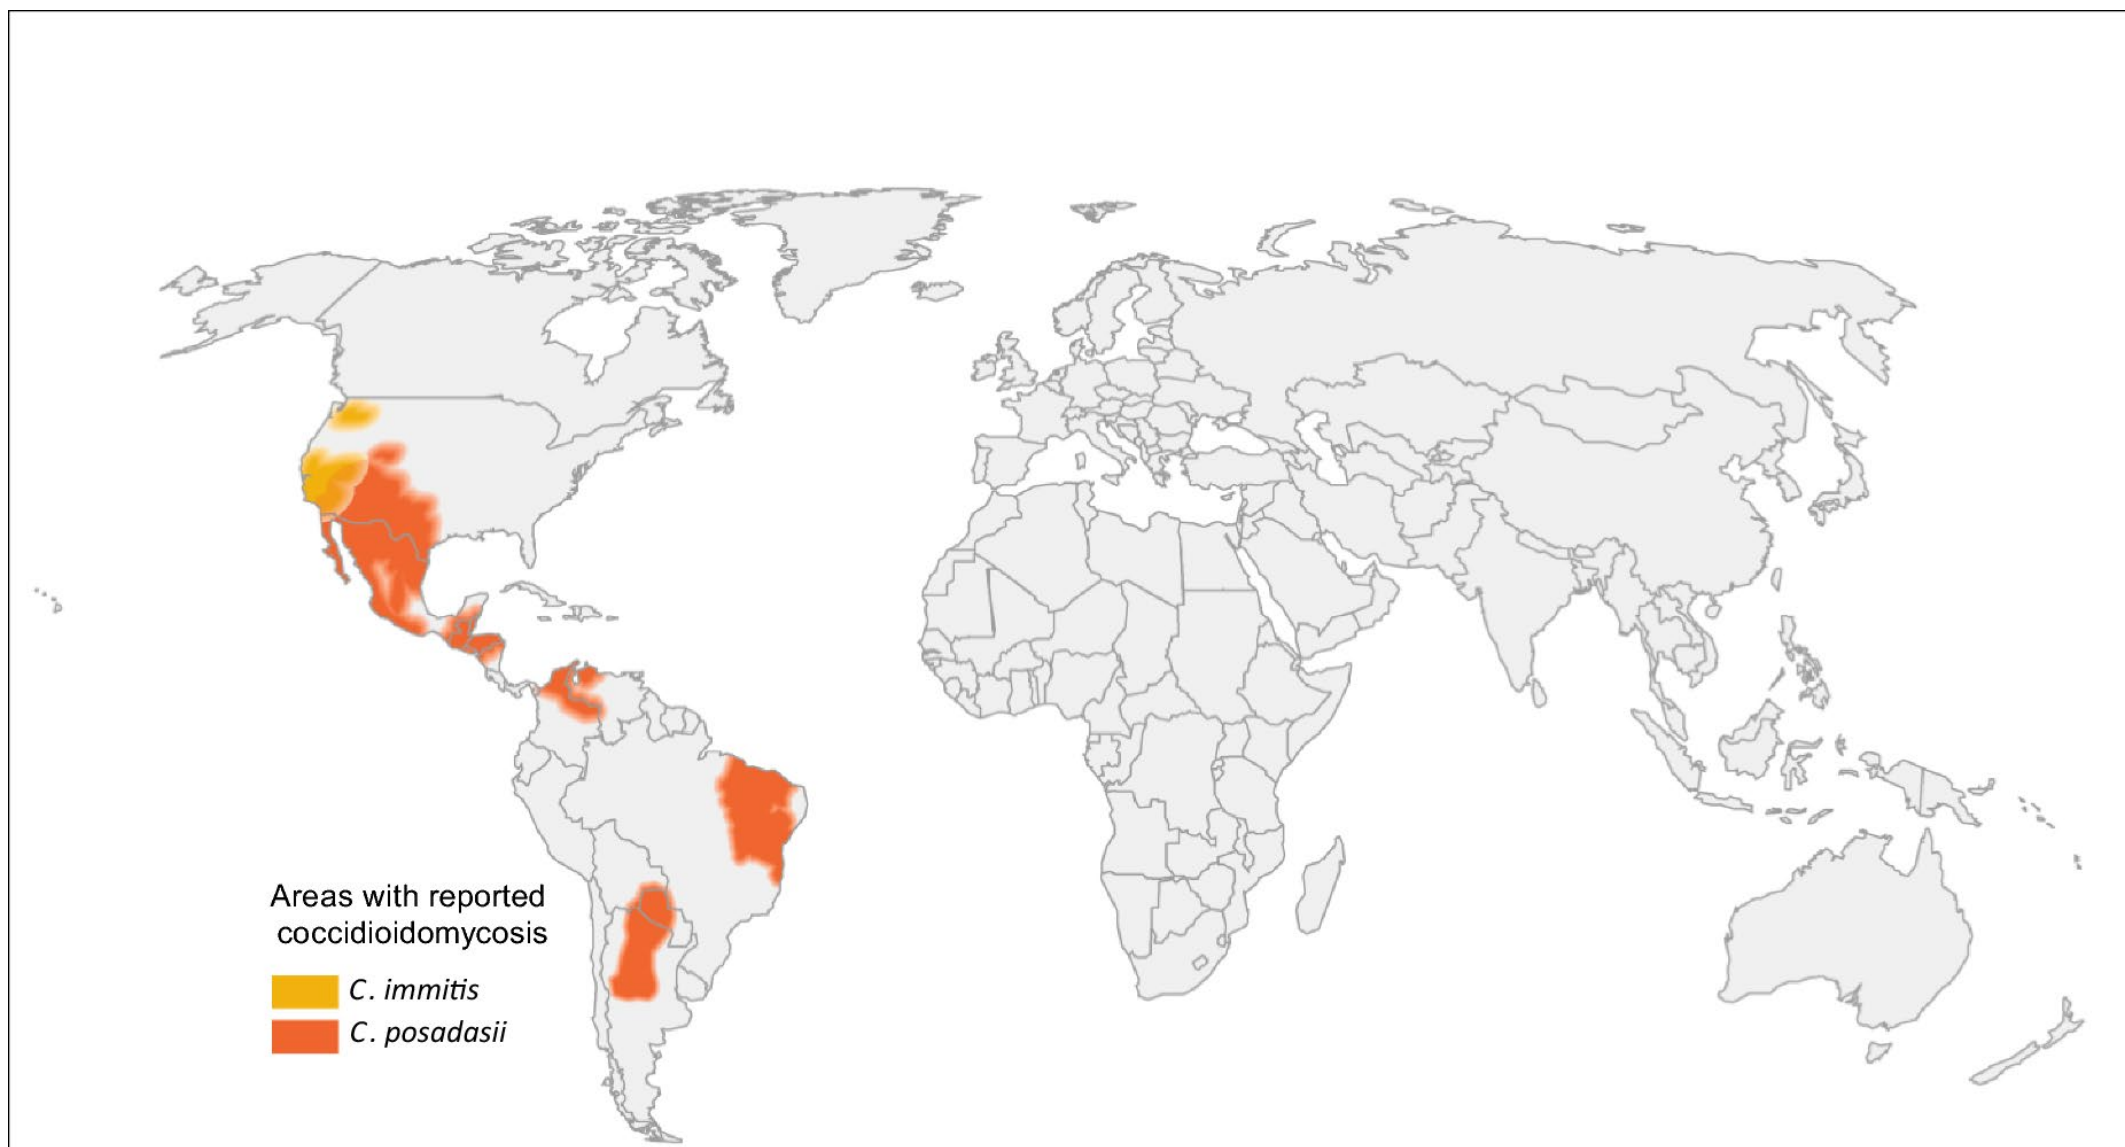 Areas with reported
coccidioidomycosis
C. immitis
C. posadasii